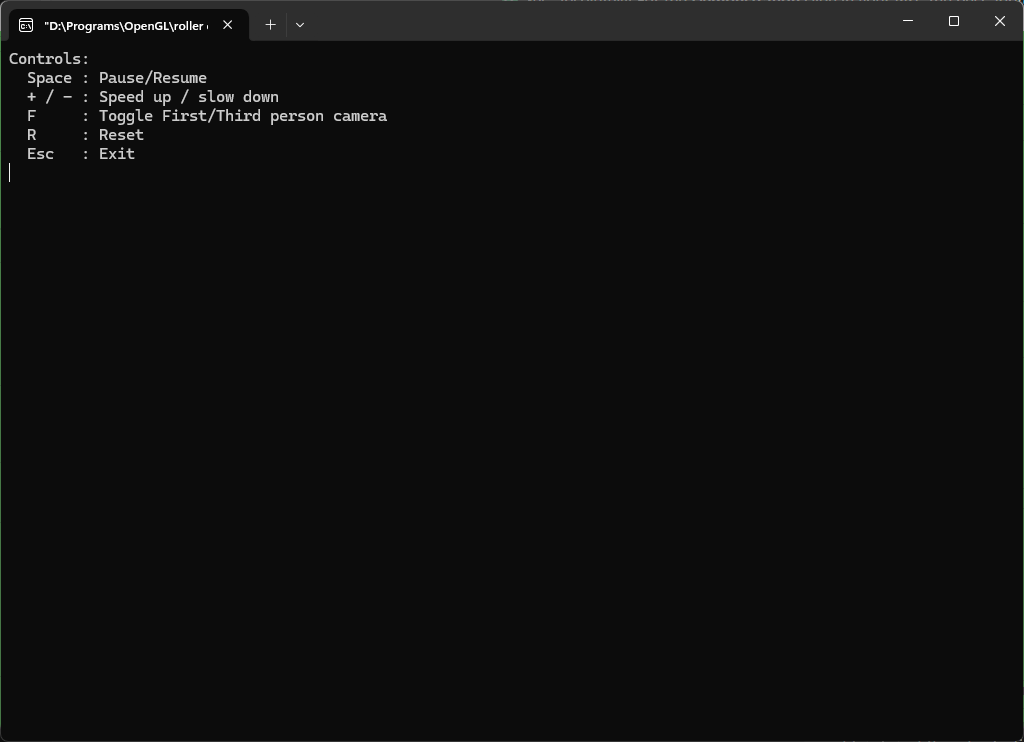 "D:\Programs\OpenGL\roller
Controls:
  Space : Pause/Resume
  + / - : Speed up / slow down
  F     : Toggle First/Third person camera
  R     : Reset
  Esc   : Exit